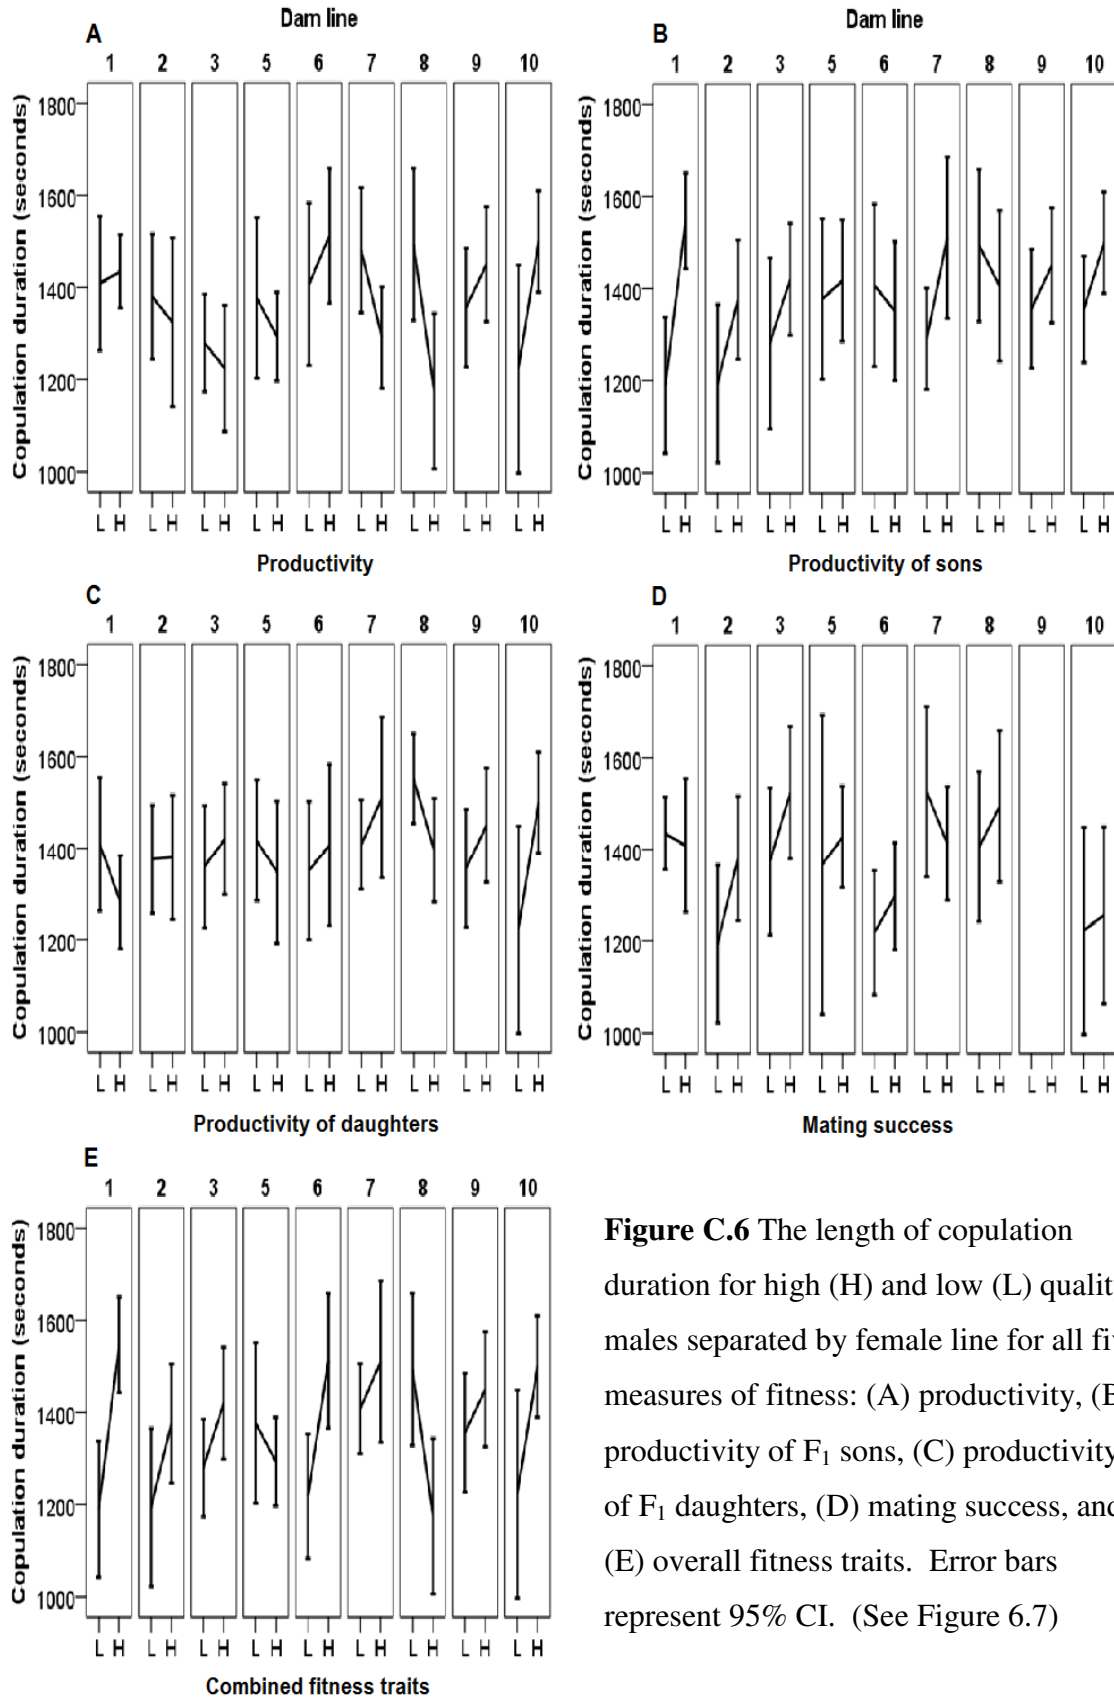 Dam line
Dam line
A
1 2 3 5 6 7 8 9 10
Copulation duration (seconds)
1800
1600
1400
1200
1000
L H L H L H L H L H L H L H L H L H
Productivity
B
1 2 3 5 6 7 8 9 10
Copulation duration (seconds)
1800
1600
1400
1200
1000
L H L H L H L H L H L H L H L H L H
Productivity of sons
C
1 2 3 5 6 7 8 9 10
Copulation duration (seconds)
1800
1600
1400
1200
1000
L H L H L H L H L H L H L H L H L H
Productivity of daughters
D
1 2 3 5 6 7 8 9 10
Copulation duration (seconds)
1800
1600
1400
1200
1000
L H L H L H L H L H L H L H L H L H
Mating success
E
1 2 3 5 6 7 8 9 10
Copulation duration (seconds)
1800
1600
1400
1200
1000
L H L H L H L H L H L H L H L H L H
Combined fitness traits
Figure C.6 The length of copulation
duration for high (H) and low (L) qualit
males separated by female line for all fi
measures of fitness: (A) productivity, (B
productivity of F1 sons, (C) productivity
of F1 daughters, (D) mating success, and
(E) overall fitness traits. Error bars
represent 95% CI. (See Figure 6.7)